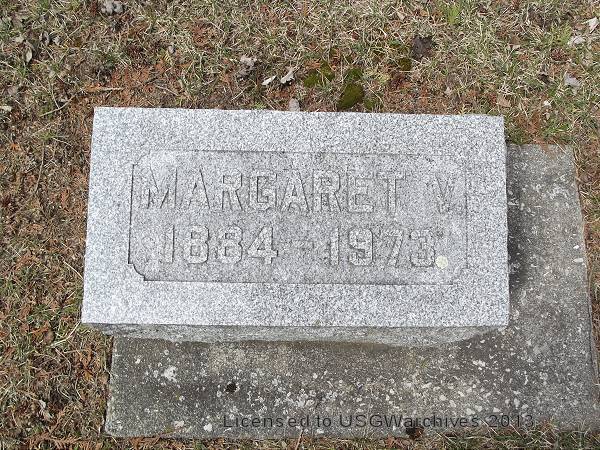 MARGARET V.
1884-1973
Licensed to USGWarchives 2013